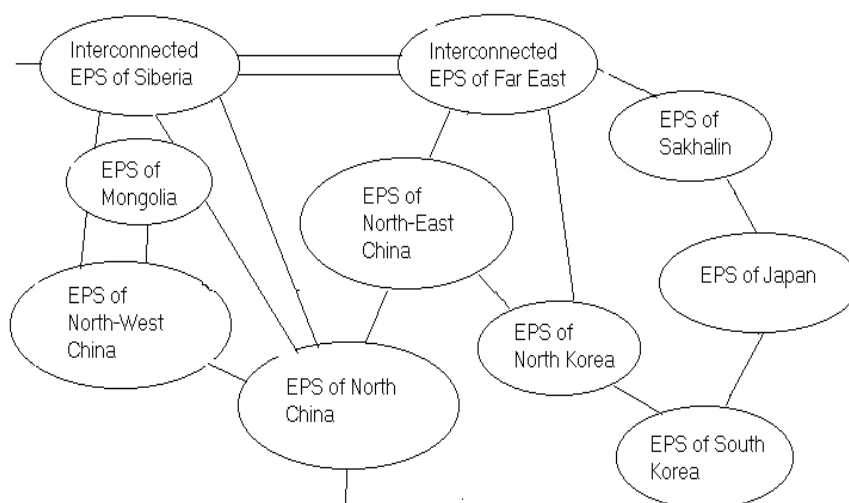 Interconnected
EPS of Siberia
Interconnected
EPS of Far East
EPS of
Sakhalin
EPS of
Mongolia
EPS of
North-East
China
EPS of Japan
EPS of
North-West
China
EPS of
North Korea
EPS of North
China
EPS of South
Korea